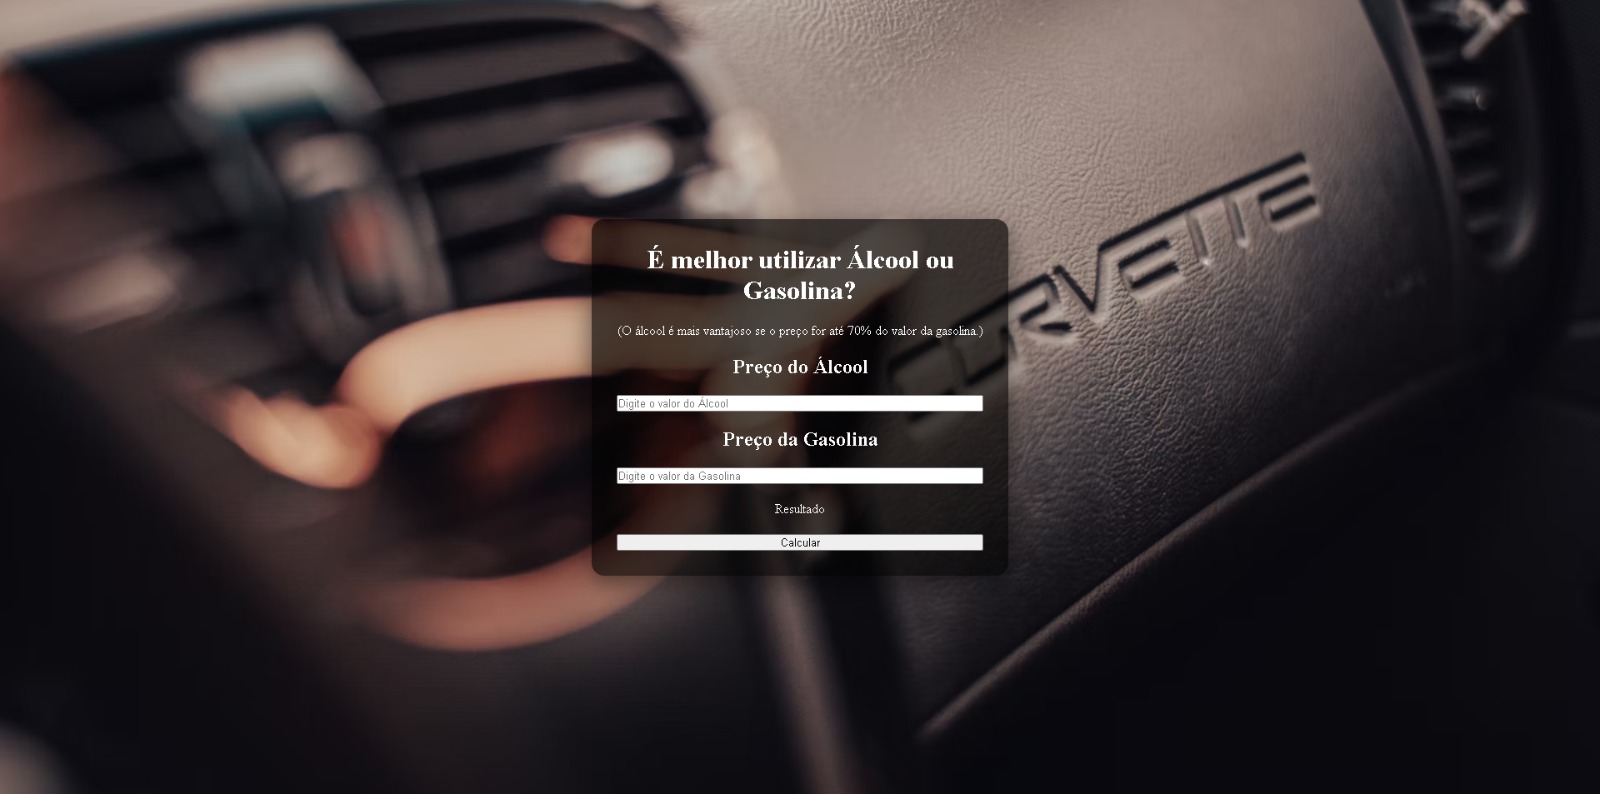 É melhor utilizar Álcool ou
Gasolina?
(O álcool é mais vantajoso se o preço for até 70% do valor da gasolina.)
CORVETTE
Preço do Álcool
Digite o valor do Álcool
Preço da Gasolina
Digite o valor da Gasolina
Resultado
Calcular